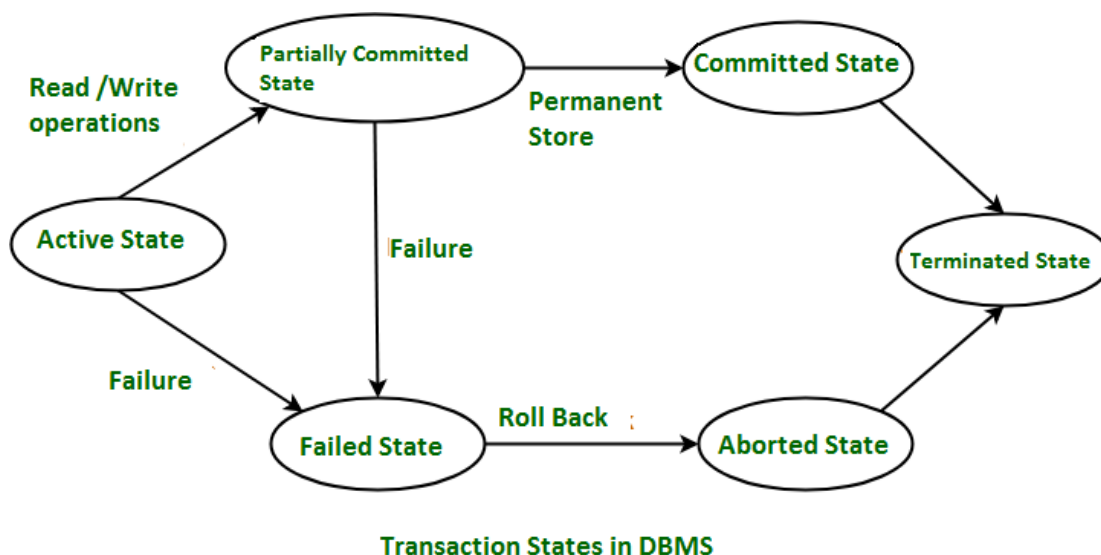 Partially Committed
State
Committed State
Read /Write
operations
Permanent
Store
Active State
Failure
Terminated State
Failure
Roll Back
Failed State
Aborted State
Transaction States in DBMS